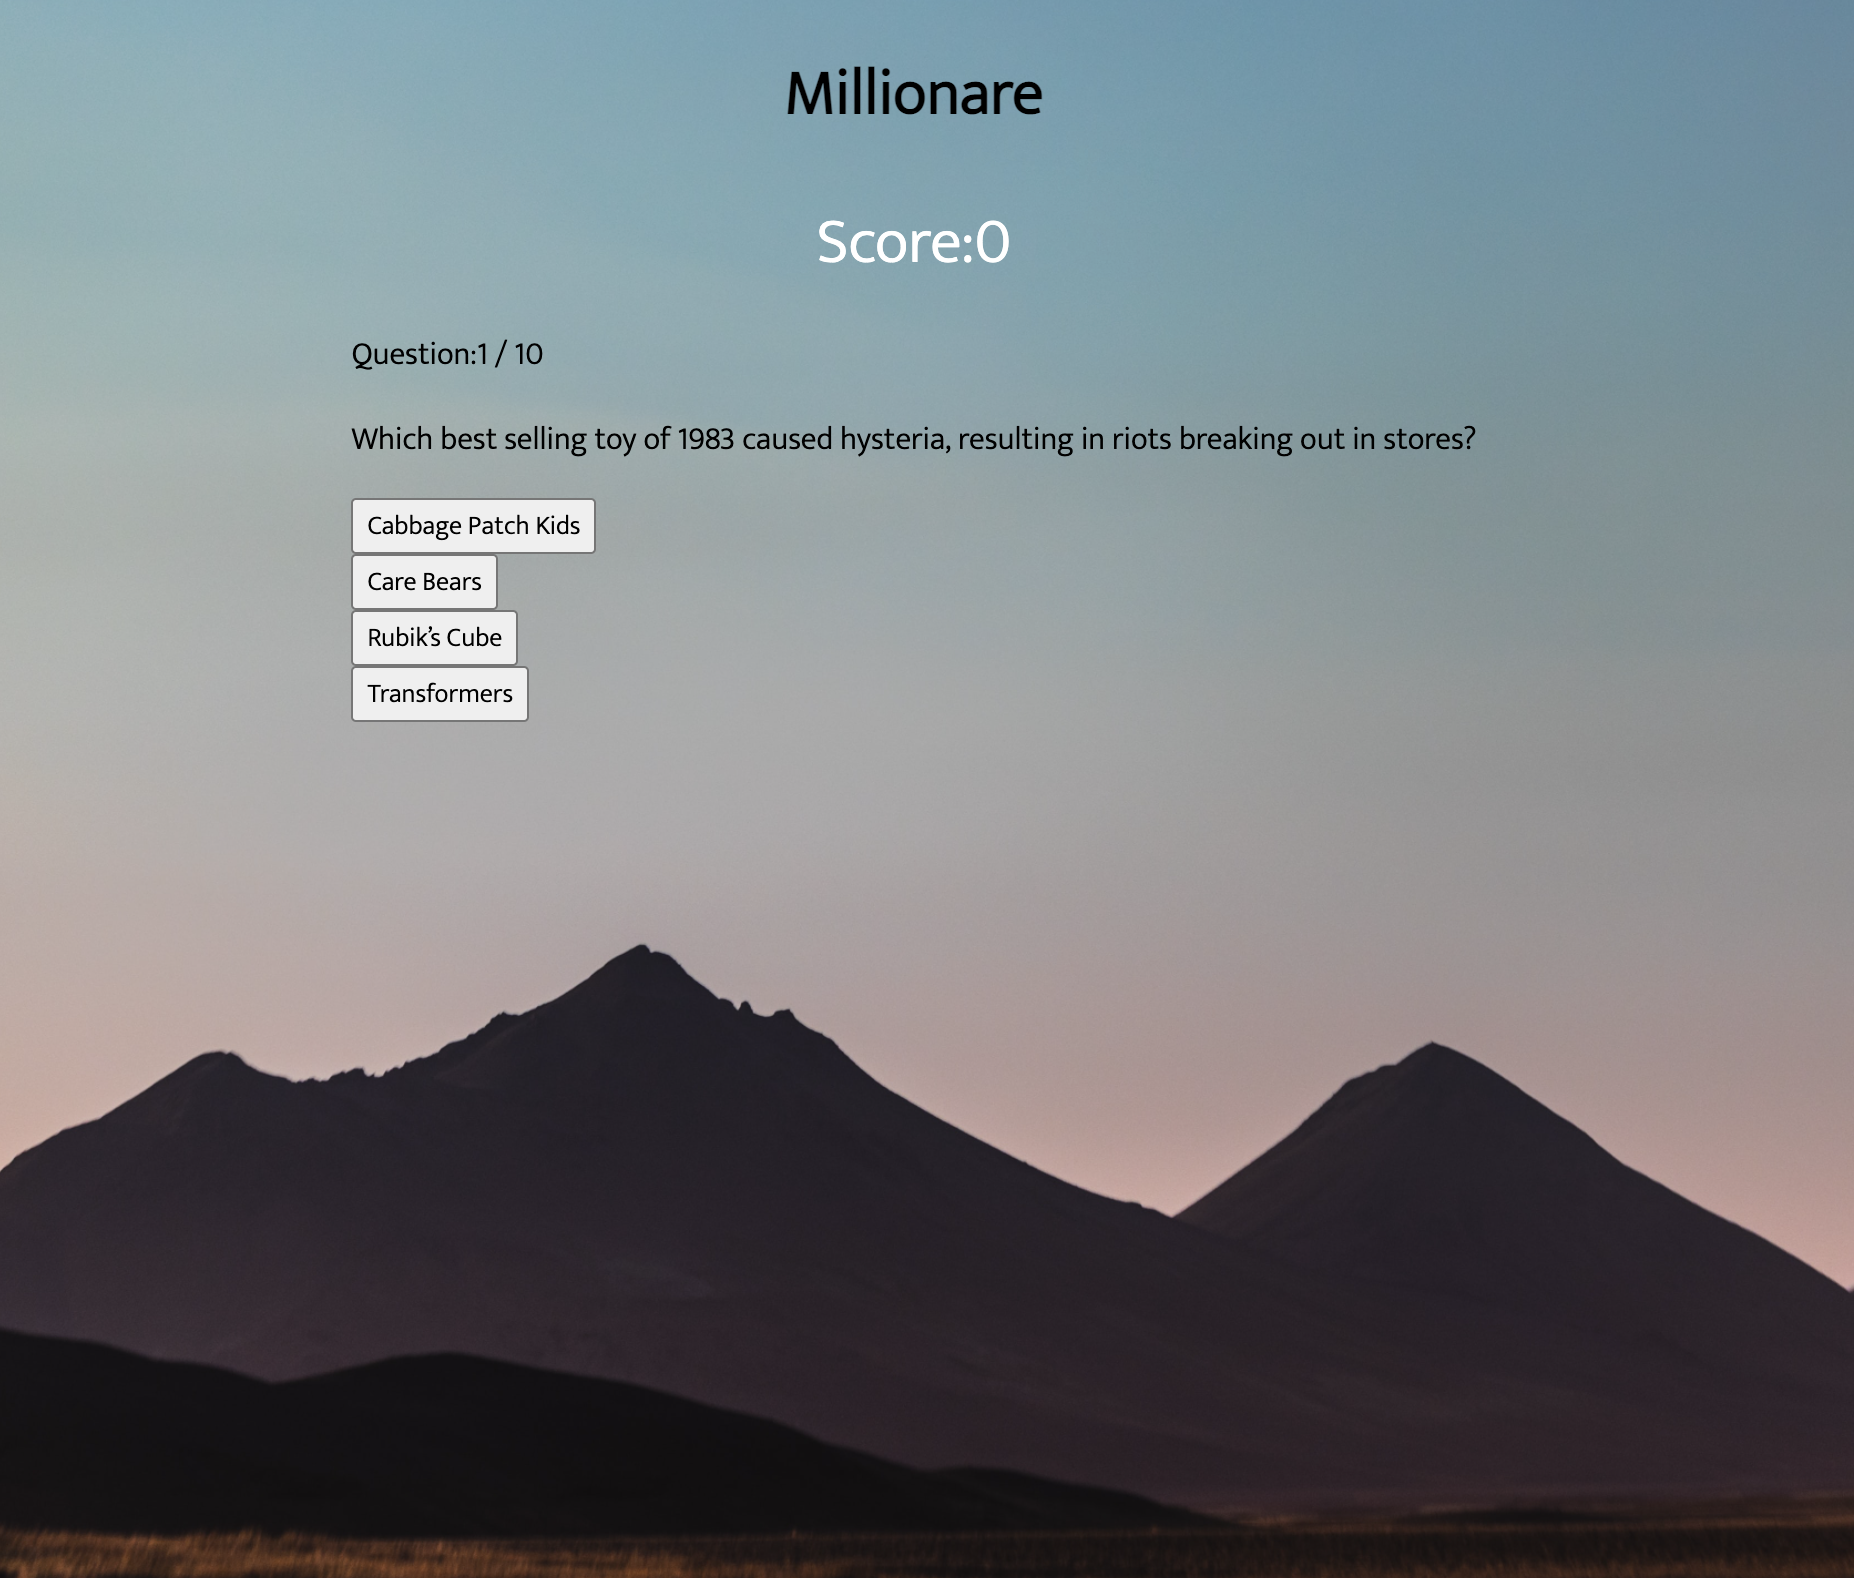 Millionare
Score:0
Question:1 / 10
Which best selling toy of 1983 caused hysteria, resulting in riots breaking out in stores?
Cabbage Patch Kids
Care Bears
Rubik’s Cube
Transformers